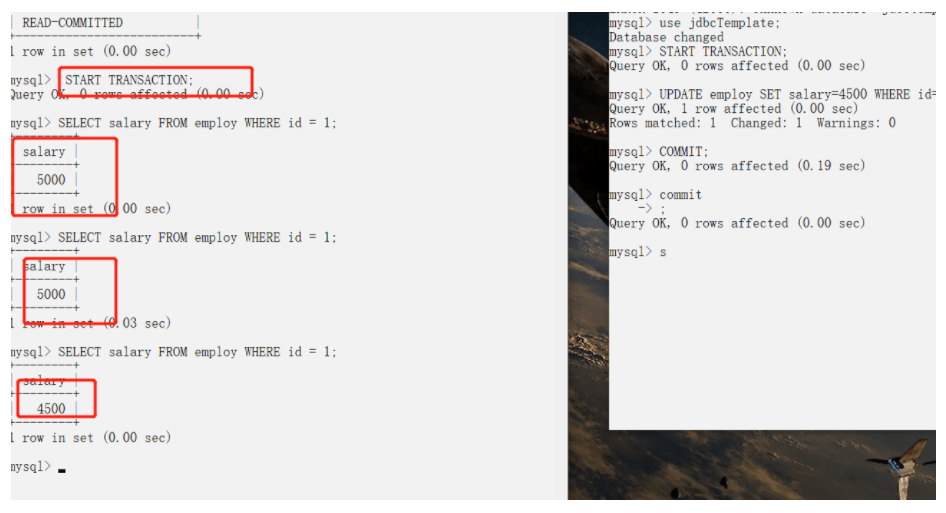 READ-COMMITTED
1 row in set (0.00 sec)
mysql> START TRANSACTION;
Query OK, 0 rows affected (0.00 sec)
mysql> SELECT salary FROM employ WHERE id = 1;
salary
5000
row in set (0.00 sec)
mysql> SELECT salary FROM employ WHERE id = 1;
salary
5000
1 row in set (0.03 sec)
mysql> SELECT salary FROM employ WHERE id = 1;
salary
4500
1 row in set (0.00 sec)
mysql>
mysql> use jdbcTemplate;
Database changed
mysql> START TRANSACTION;
Query OK, 0 rows affected (0.00 sec)
mysql> UPDATE employ SET salary=4500 WHERE id=
Query OK, 1 row affected (0.00 sec)
Rows matched: 1 Changed: 1 Warnings: 0
mysql> COMMIT;
Query OK, 0 rows affected (0.19 sec)
mysql> commit
-> ;
Query OK, 0 rows affected (0.00 sec)
mysql> s